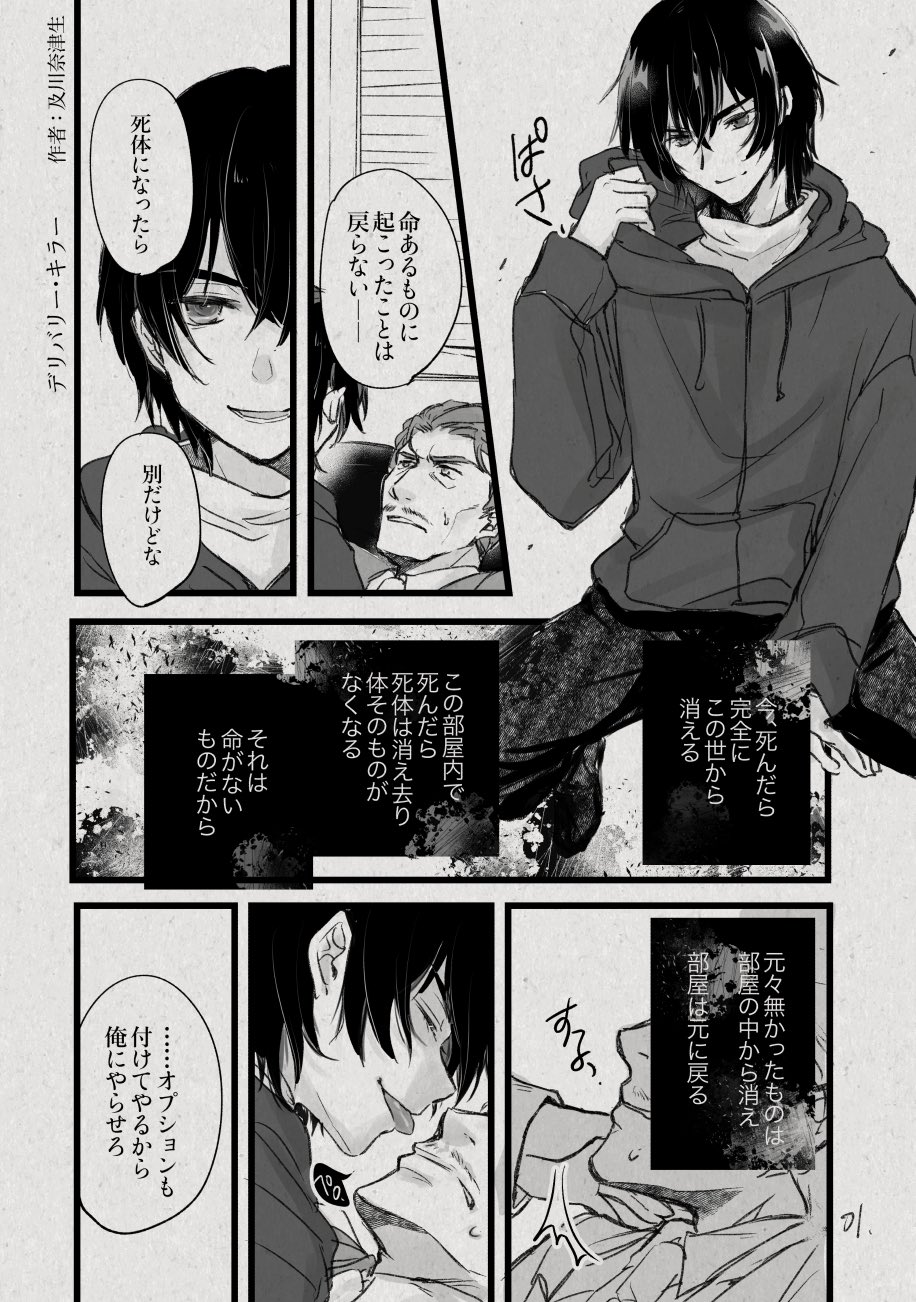 デリバリー・キラー　作者：及川奈津生
ぱさ
命あるものに
起こったことは
戻らない――
死体になったら
別だけどな
今、死んだら
完全に
この世から
消える
この部屋内で
死んだら
死体は消え去り
体そのものが
なくなる
それは
命がない
ものだから
元々無かったものは
部屋の中から消え
部屋は元に戻る
するっ
ペロ、
……オプションも
付けてやるから
俺にやらせろ
01.